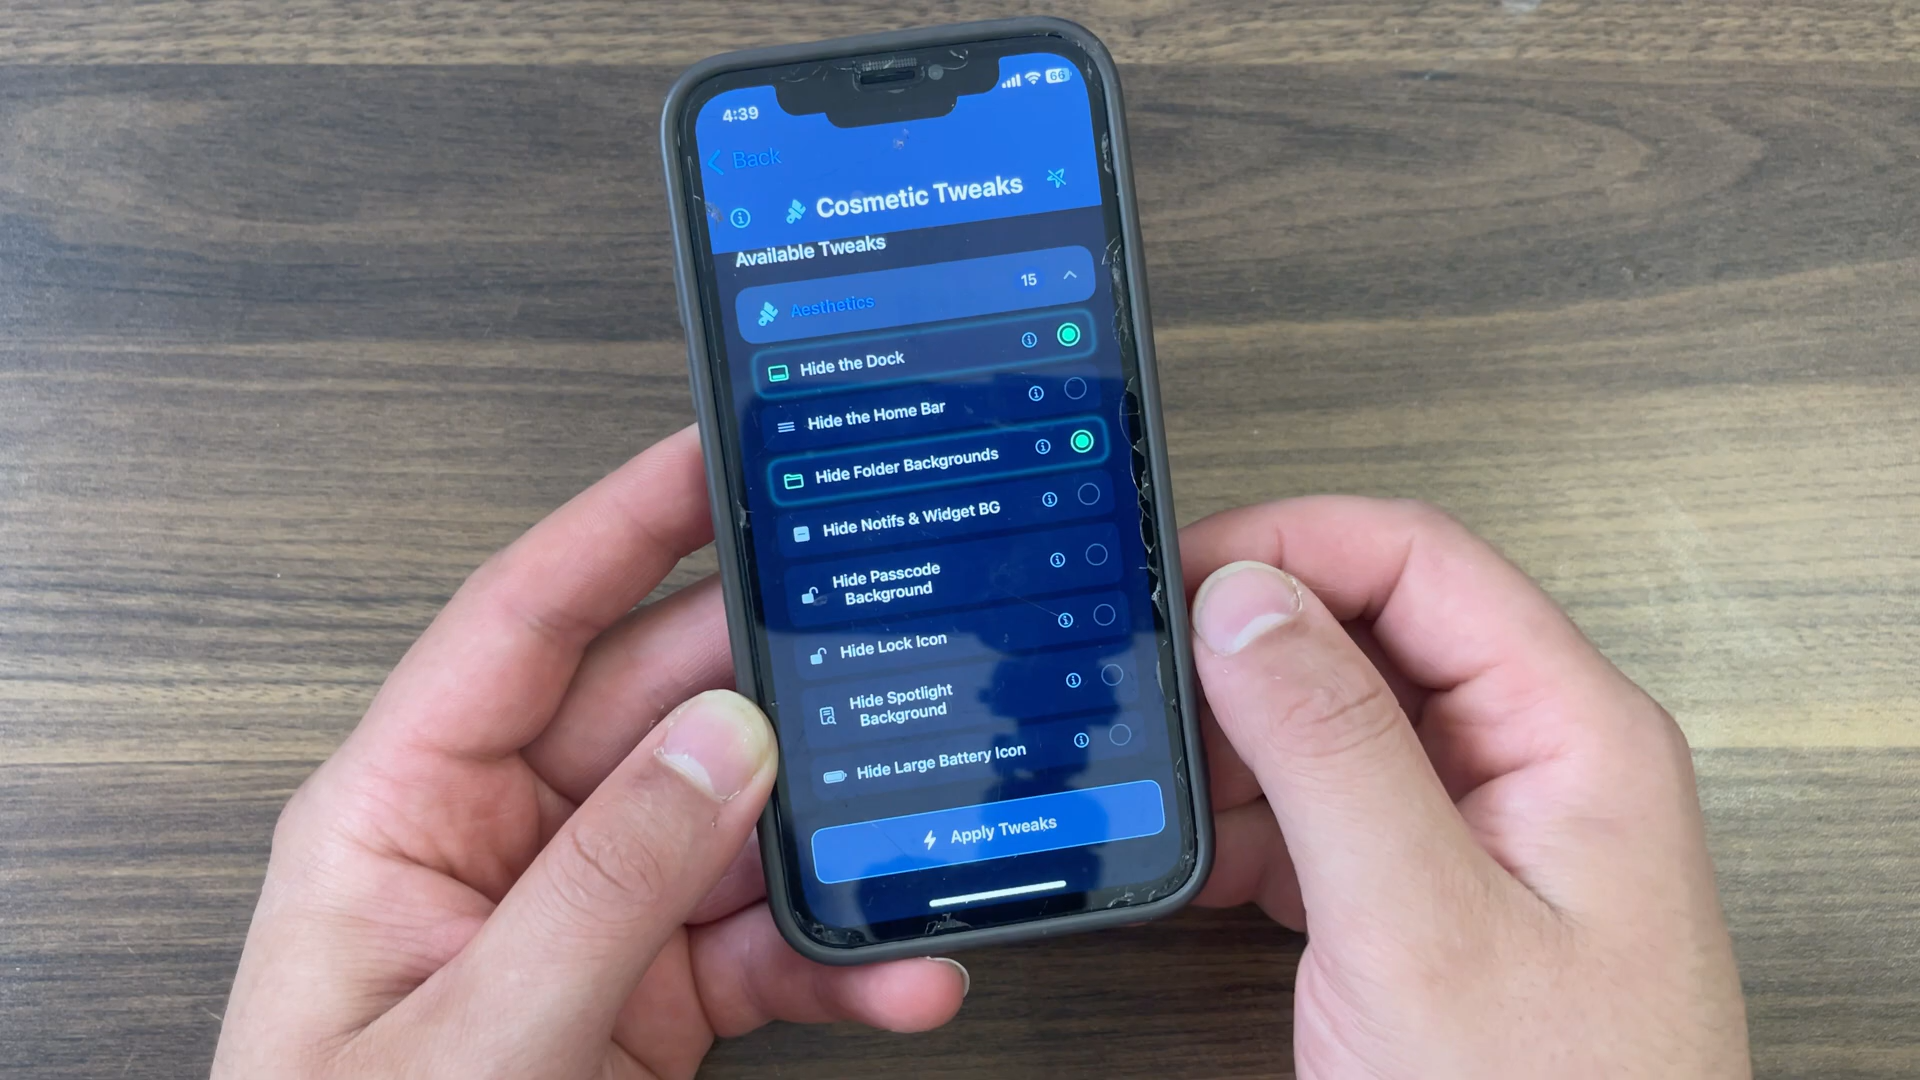 4:39
66
Back
Cosmetic Tweaks
Available Tweaks
Aesthetics
15
Hide the Dock
Hide the Home Bar
Hide Folder Backgrounds
Hide Notifs & Widget BG
Hide Passcode
Background
Hide Lock Icon
Hide Spotlight
Background
Hide Large Battery Icon
Apply Tweaks